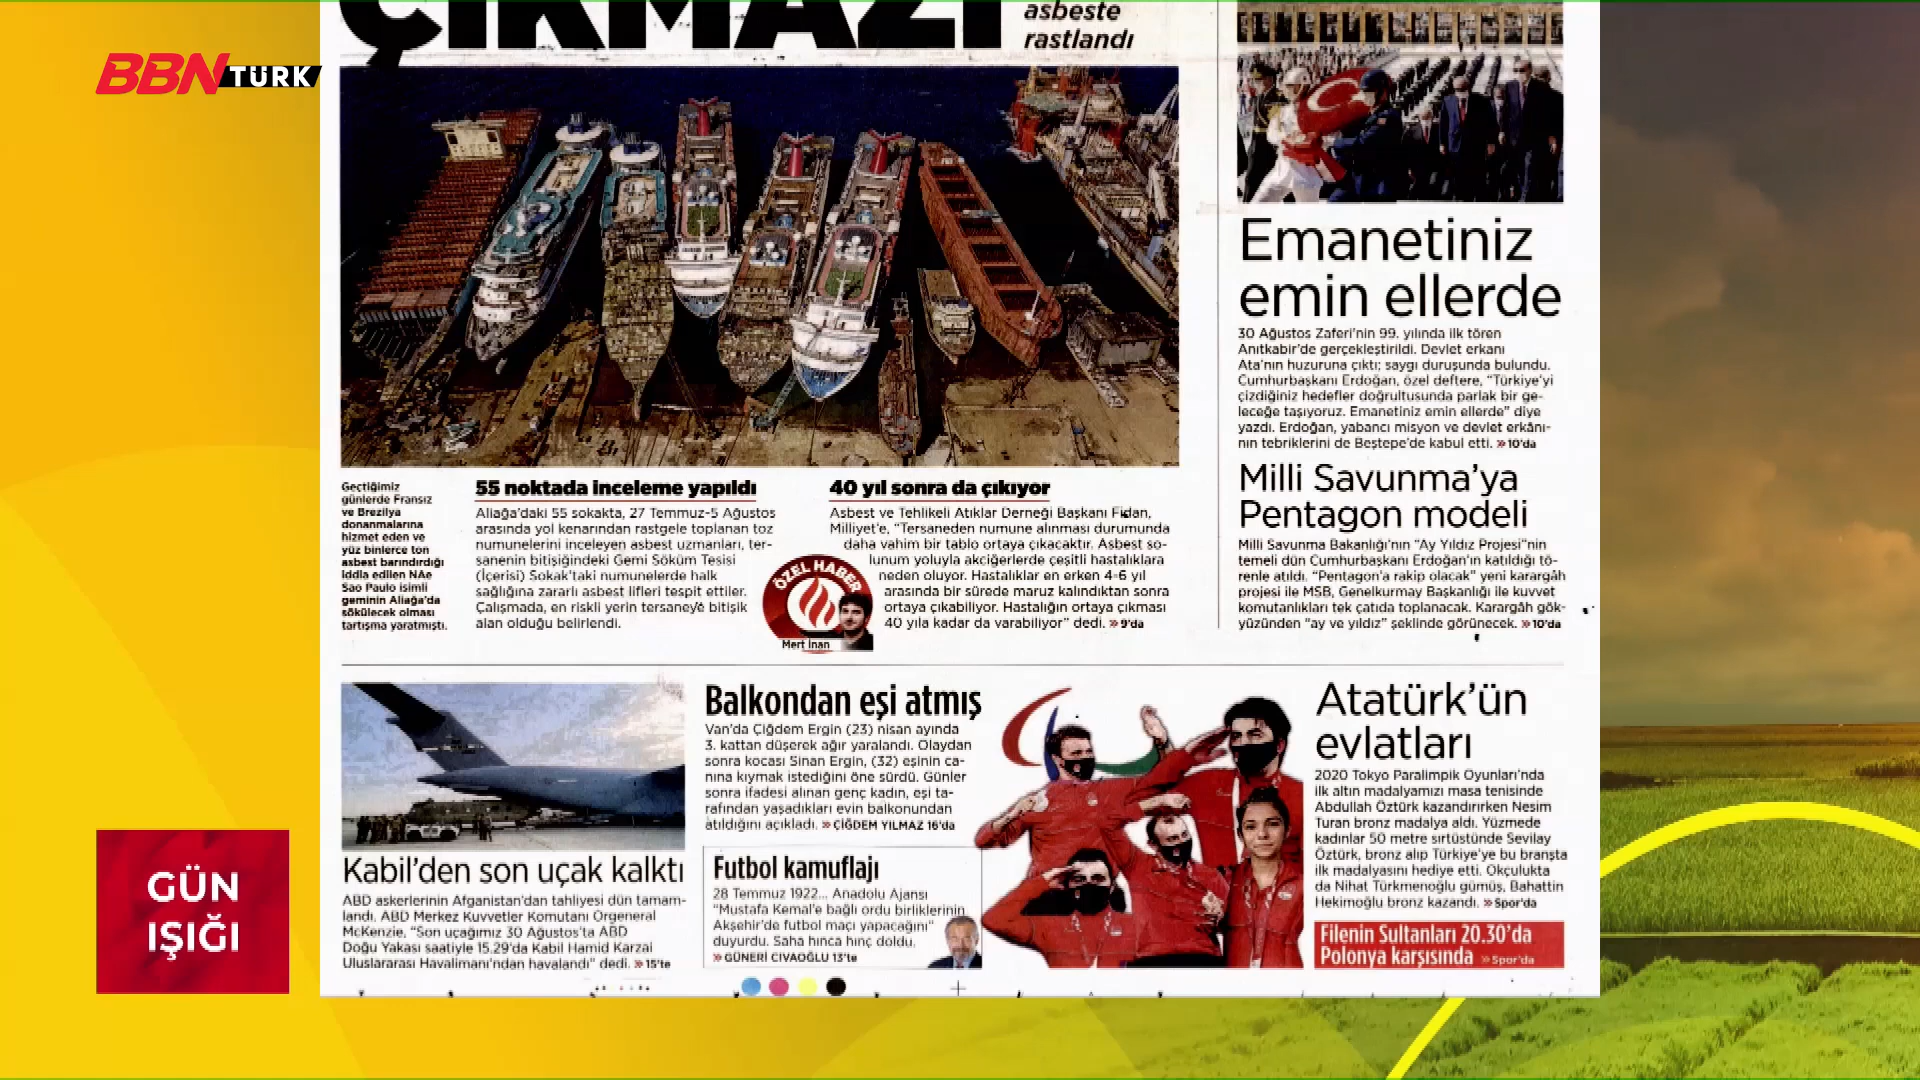 BBN TÜRK
ÇIKMAZI
asbeste
rastlandı
Emanetiniz
emin ellerde
30 Ağustos Zaferi'nin 99. yılında ilk tören
Anıtkabir'de gerçekleştirildi. Devlet erkanı
Ata'nın huzuruna çıktı; saygı duruşunda bulundu.
Cumhurbaşkanı Erdoğan, özel deftere, "Türkiye'yi
çizdiğiniz hedefler doğrultusunda parlak bir ge-
leceğe taşıyoruz. Emanetiniz emin ellerde" diye
yazdı. Erdoğan, yabancı misyon ve devlet erkânı-
nın tebriklerini de Beştepe'de kabul etti. »10'da
Milli Savunma'ya
Pentagon modeli
Milli Savunma Bakanlığı'nın "Ay Yıldız Projesi"nin
temeli dün Cumhurbaşkanı Erdoğan'ın katıldığı tö-
renle atıldı. "Pentagon'a rakip olacak" yeni karargâh
projesi ile MSB, Genelkurmay Başkanlığı ile kuvvet
komutanlıkları tek çatıda toplanacak. Karargâh gök-
yüzünden "ay ve yıldız" şeklinde görünecek. »10'da
Geçtiğimiz
günlerde Fransız
ve Brezilya
donanmalarına
hizmet eden ve
yüz binlerce ton
asbest barındırdığı
iddia edilen NAe
Sao Paulo isimli
geminin Aliağa'da
sökülecek olması
tartışma yaratmıştı.
55 noktada inceleme yapıldı
Aliağa'daki 55 sokakta, 27 Temmuz-5 Ağustos
arasında yol kenarından rastgele toplanan toz
numunelerini inceleyen asbest uzmanları, ter-
sanenin bitişiğindeki Gemi Söküm Tesisi
(İçerisi) Sokak'taki numunelerde halk
sağlığına zararlı asbest lifleri tespit ettiler.
Çalışmada, en riskli yerin tersaneye bitişik
alan olduğu belirlendi.
ÖZEL HABER
Mert İnan
40 yıl sonra da çıkıyor
Asbest ve Tehlikeli Atıklar Derneği Başkanı Fidan,
Milliyet'e, "Tersaneden numune alınması durumunda
daha vahim bir tablo ortaya çıkacaktır. Asbest so-
lunum yoluyla akciğerlerde çeşitli hastalıklara
neden oluyor. Hastalıklar en erken 4-6 yıl
arasında bir sürede maruz kalındıktan sonra
ortaya çıkabiliyor. Hastalığın ortaya çıkması
40 yıla kadar da varabiliyor" dedi. »9'da
Kabil'den son uçak kalktı
ABD askerlerinin Afganistan'dan tahliyesi dün tamam-
landı. ABD Merkez Kuvvetler Komutanı Orgeneral
McKenzie, "Son uçağımız 30 Ağustos'ta ABD
Doğu Yakası saatiyle 15.29'da Kabil Hamid Karzai
Uluslararası Havalimanı'ndan havalandı" dedi. »15'te
Balkondan eşi atmış
Van'da Çiğdem Ergin (23) nisan ayında
3. kattan düşerek ağır yaralandı. Olaydan
sonra kocası Sinan Ergin, (32) eşinin ca-
nına kıymak istediğini öne sürdü. Günler
sonra ifadesi alınan genç kadın, eşi ta-
rafından yaşadıkları evin balkonundan
atıldığını açıkladı. »ÇİĞDEM YILMAZ 16'da
Futbol kamuflajı
28 Temmuz 1922... Anadolu Ajansı
"Mustafa Kemal'e bağlı ordu birliklerinin
Akşehir'de futbol maçı yapacağını"
duyurdu. Saha hınca hınç doldu.
»GÜNERİ CIVAOĞLU 13'te
Atatürk'ün
evlatları
2020 Tokyo Paralimpik Oyunları'nda
ilk altın madalyamızı masa tenisinde
Abdullah Öztürk kazandırırken Nesim
Turan bronz madalya aldı. Yüzmede
kadınlar 50 metre sırtüstünde Sevilay
Öztürk, bronz alıp Türkiye'ye bu branşta
ilk madalyasını hediye etti. Okçulukta
da Nihat Türkmenoğlu gümüş, Bahattin
Hekimoğlu bronz kazandı. »Spor'da
Filenin Sultanları 20.30'da
Polonya karşısında »Spor'da
GÜN
IŞIĞI